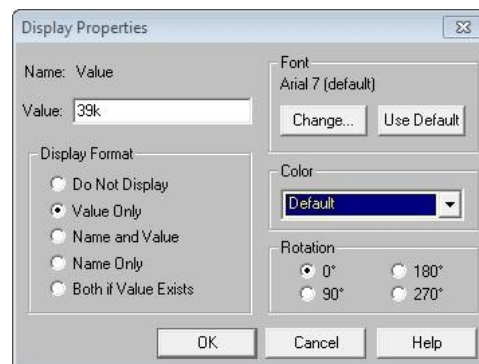 Display Properties
Name: Value
Value: 39k
Display Format
Do Not Display
Value Only
Name and Value
Name Only
Both if Value Exists
Font
Arial 7 (default)
Change... Use Default
Color
Default
Rotation
0° 180°
90° 270°
OK Cancel Help